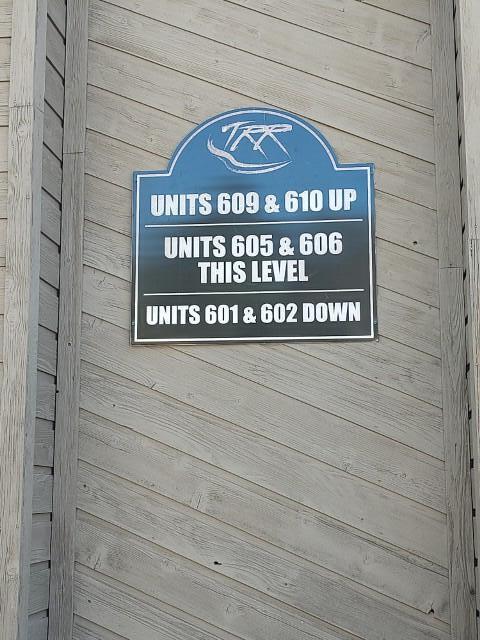 TRR
UNITS 609 & 610 UP
UNITS 605 & 606
THIS LEVEL
UNITS 601 & 602 DOWN